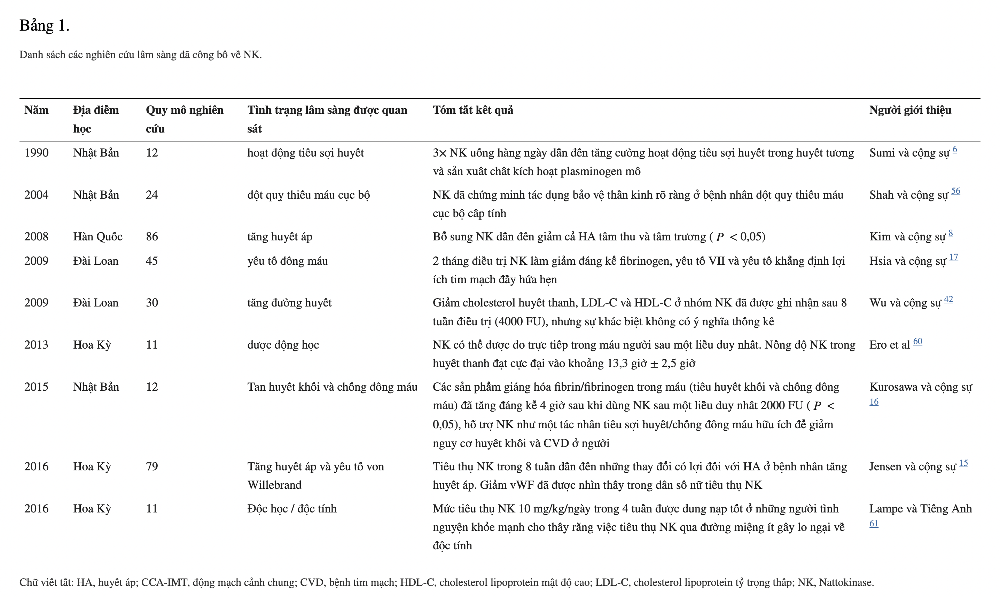 Bảng 1.
Danh sách các nghiên cứu lâm sàng đã công bố về NK.
Năm Địa điểm học Quy mô nghiên cứu Tình trạng lâm sàng được quan sát Tóm tắt kết quả Người giới thiệu
1990 Nhật Bản 12 hoạt động tiêu sợi huyết 3× NK uống hàng ngày dẫn đến tăng cường hoạt động tiêu sợi huyết trong huyết tương Sumi và cộng sự 6
và sản xuất chất kích hoạt plasminogen mô
2004 Nhật Bản 24 đột quỵ thiếu máu cục bộ NK đã chứng minh tác dụng bảo vệ thần kinh rõ ràng ở bệnh nhân đột quỵ thiếu máu Shah và cộng sự 56
cục bộ cấp tính
2008 Hàn Quốc 86 tăng huyết áp Bổ sung NK dẫn đến giảm cả HA tâm thu và tâm trương ( P < 0,05) Kim và cộng sự 8
2009 Đài Loan 45 yếu tố đông máu 2 tháng điều trị NK làm giảm đáng kể fibrinogen, yếu tố VII và yếu tố khẳng định lợi Hsia và cộng sự 17
ích tim mạch đầy hứa hẹn
2009 Đài Loan 30 tăng đường huyết Giảm cholesterol huyết thanh, LDL-C và HDL-C ở nhóm NK đã được ghi nhận sau 8 Wu và cộng sự 42
tuần điều trị (4000 FU), nhưng sự khác biệt không có ý nghĩa thống kê
2013 Hoa Kỳ 11 dược động học NK có thể được đo trực tiếp trong máu người sau một liều duy nhất. Nồng độ NK trong Ero et al 60
huyết thanh đạt cực đại vào khoảng 13,3 giờ ± 2,5 giờ
2015 Nhật Bản 12 Tan huyết khối và chống đông máu Các sản phẩm giáng hóa fibrin/fibrinogen trong máu (tiêu huyết khối và chống đông Kurosawa và cộng sự
máu) đã tăng đáng kể 4 giờ sau khi dùng NK sau một liều duy nhất 2000 FU ( P < 16
0,05), hỗ trợ NK như một tác nhân tiêu sợi huyết/chống đông máu hữu ích để giảm
nguy cơ huyết khối và CVD ở người
2016 Hoa Kỳ 79 Tăng huyết áp và yếu tố von Tiêu thụ NK trong 8 tuần dẫn đến những thay đổi có lợi đối với HA ở bệnh nhân tăng Jensen và cộng sự 15
Willebrand huyết áp. Giảm vWF đã được nhìn thấy trong dân số nữ tiêu thụ NK
2016 Hoa Kỳ 11 Độc học / độc tính Mức tiêu thụ NK 10 mg/kg/ngày trong 4 tuần được dung nạp tốt ở những người tình Lampe và Tiếng Anh
nguyện khỏe mạnh cho thấy rằng việc tiêu thụ NK qua đường miệng ít gây lo ngại về 61
độc tính
Chữ viết tắt: HA, huyết áp; CCA-IMT, động mạch cảnh chung; CVD, bệnh tim mạch; HDL-C, cholesterol lipoprotein mật độ cao; LDL-C, cholesterol lipoprotein tỷ trọng thấp; NK, Nattokinase.